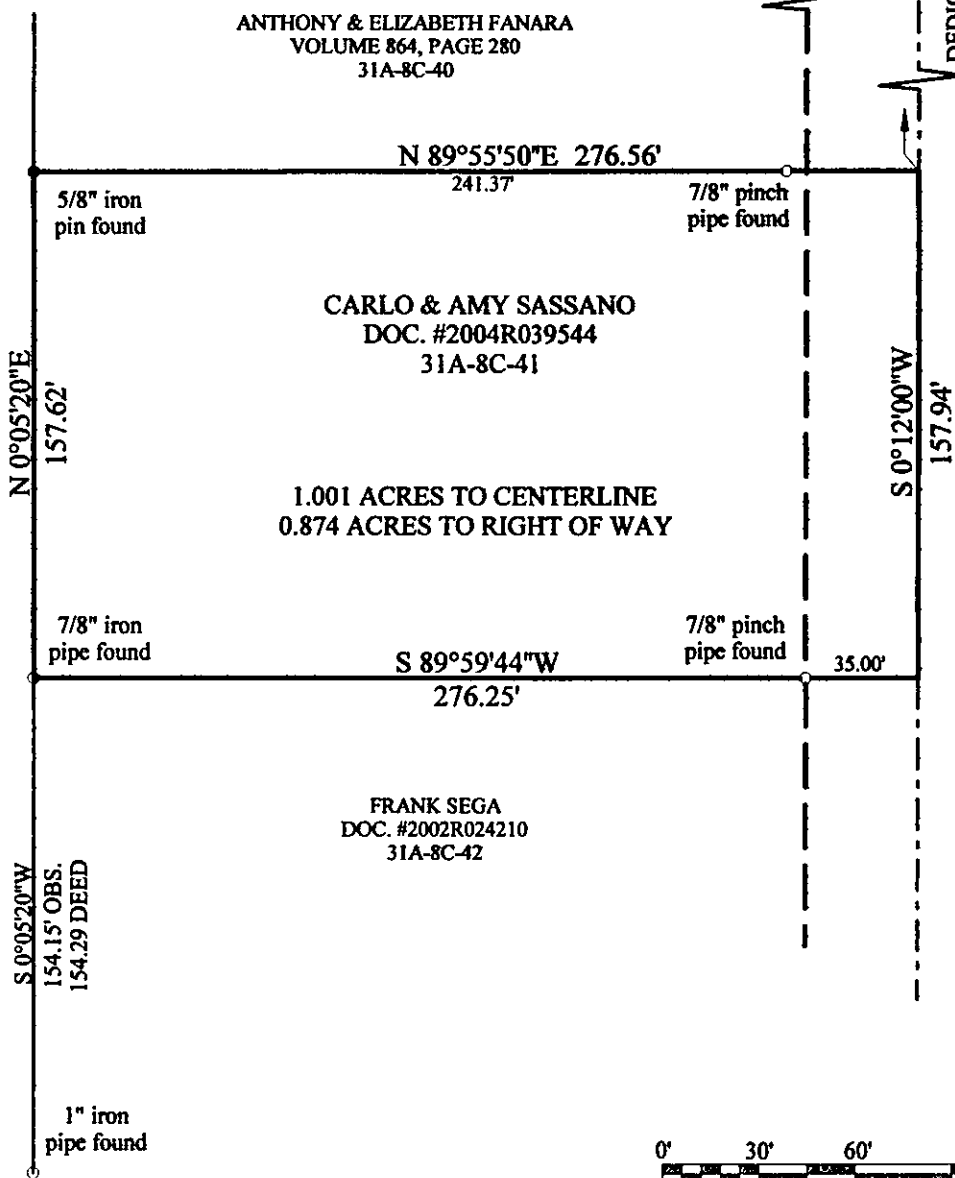 ANTHONY & ELIZABETH FANARA
VOLUME 864, PAGE 280
31A-8C-40
N 89°55'50"E 276.56'
241.37'
5/8" iron
pin found
7/8" pinch
pipe found
CARLO & AMY SASSANO
DOC. #2004R039544
31A-8C-41
N 0°05'20"E
157.62'
S 0°12'00"W
157.94'
1.001 ACRES TO CENTERLINE
0.874 ACRES TO RIGHT OF WAY
7/8" iron
pipe found
7/8" pinch
pipe found
S 89°59'44"W
276.25'
35.00'
FRANK SEGA
DOC. #2002R024210
31A-8C-42
S 0°05'20"W
154.15' OBS.
154.29 DEED
1" iron
pipe found
0' 30' 60'